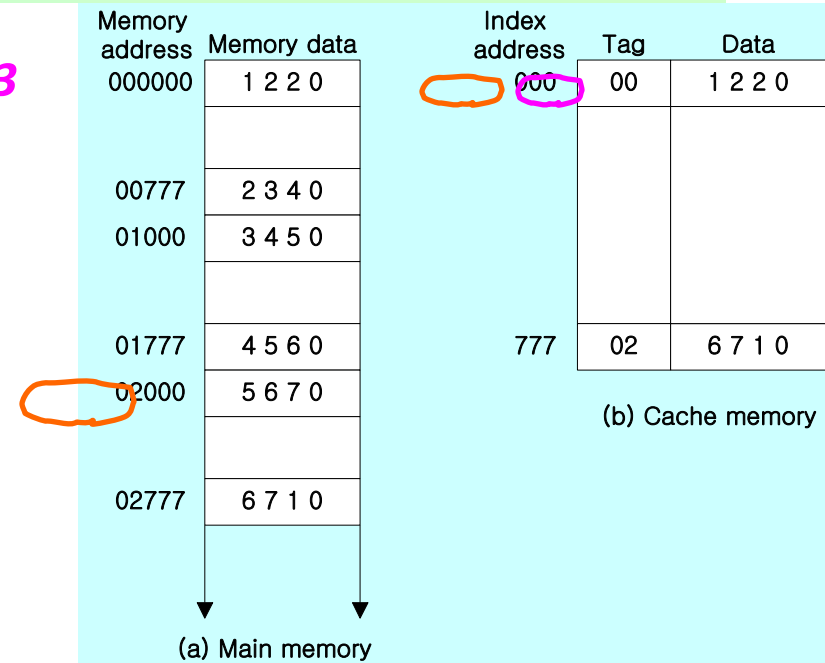 3
Memory address
Memory data
000000 1 2 2 0
00777 2 3 4 0
01000 3 4 5 0
01777 4 5 6 0
02000 5 6 7 0
02777 6 7 1 0
(a) Main memory
Index address
Tag
Data
000 00 1 2 2 0
777 02 6 7 1 0
(b) Cache memory